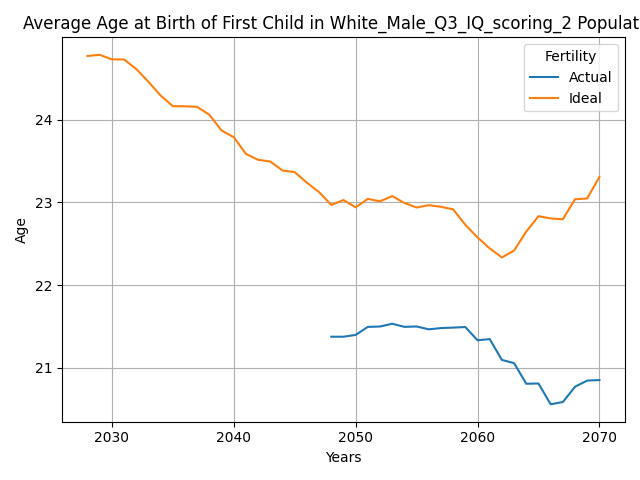 Average Age at Birth of First Child in White_Male_Q3_IQ_scoring_2 Populat
Fertility
Actual
Ideal
24
23
22
21
Age
2030 2040 2050 2060 2070
Years